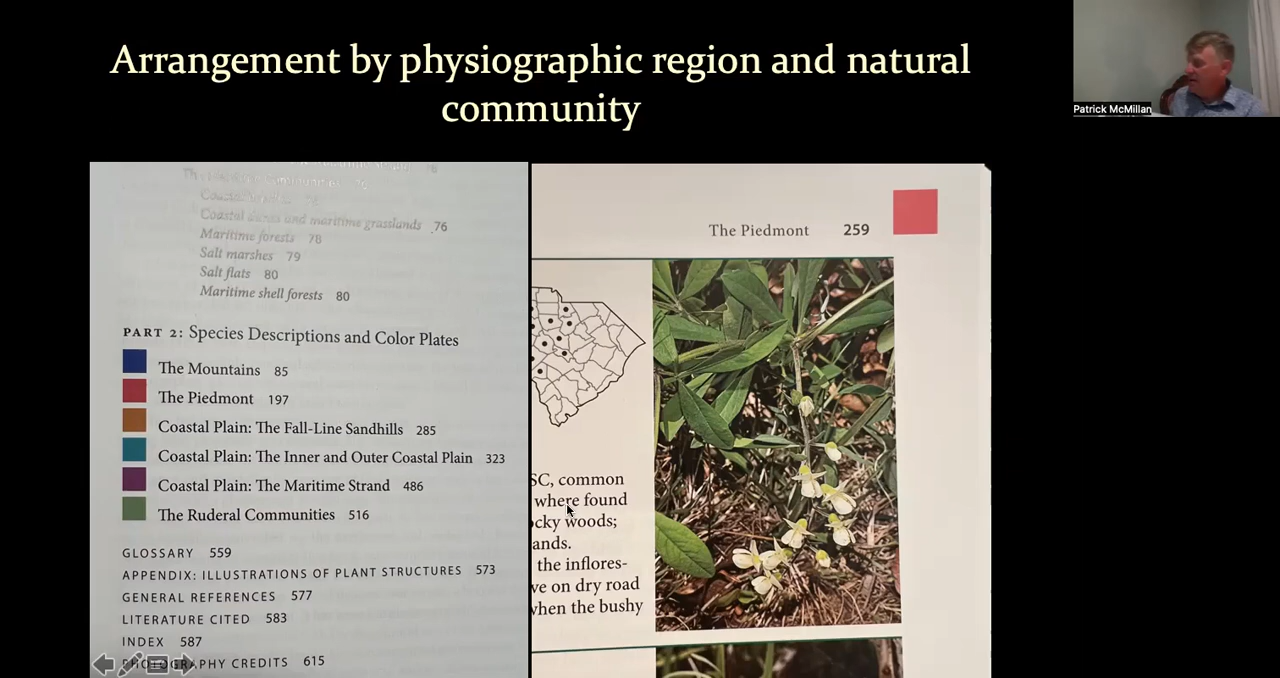 Arrangement by physiographic region and natural
community
Patrick McMillan
Coastal dunes and maritime grasslands 76
Maritime forests 78
Salt marshes 79
Salt flats 80
Maritime shell forests 80
PART 2: Species Descriptions and Color Plates
The Mountains 85
The Piedmont 197
Coastal Plain: The Fall-Line Sandhills 285
Coastal Plain: The Inner and Outer Coastal Plain 323
Coastal Plain: The Maritime Strand 486
The Ruderal Communities 516
GLOSSARY 559
APPENDIX: ILLUSTRATIONS OF PLANT STRUCTURES 573
GENERAL REFERENCES 577
LITERATURE CITED 583
INDEX 587
PHOTOGRAPHY CREDITS 615
The Piedmont 259
SC, common
where found
cky woods;
ands.
the inflores-
ve on dry road
when the bushy